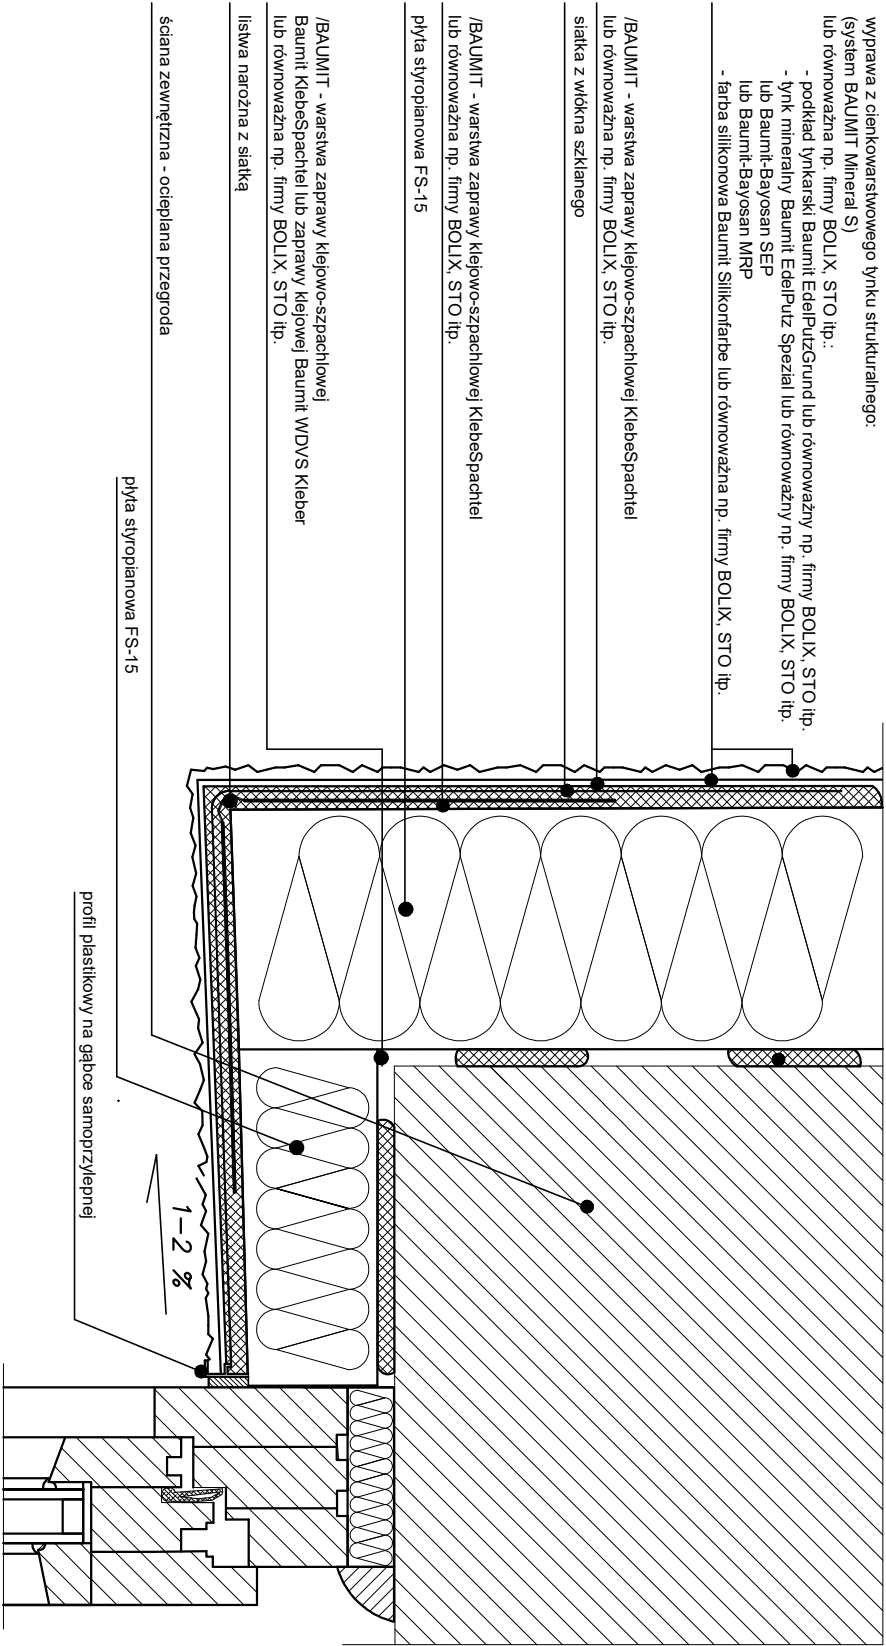 wyprawa z cienkowarstwowego tynku strukturalnego:
(system BAUMIT Mineral S)
lub równoważna np. firmy BOLIX, STO itp.:
- podkład tynkarski Baumit EdelPutzGrund lub równoważny np. firmy BOLIX, STO itp.
- tynk mineralny Baumit EdelPutz Spezial lub równoważny np. firmy BOLIX, STO itp.
lub Baumit-Bayosan SEP
lub Baumit-Bayosan MRP
- farba silikonowa Baumit Silikonfarbe lub równoważna np. firmy BOLIX, STO itp.
/BAUMIT - warstwa zaprawy klejowo-szpachlowej KlebeSpachtel
lub równoważna np. firmy BOLIX, STO itp.
siatka z włókna szklanego
/BAUMIT - warstwa zaprawy klejowo-szpachlowej KlebeSpachtel
lub równoważna np. firmy BOLIX, STO itp.
płyta styropianowa FS-15
/BAUMIT - warstwa zaprawy klejowo-szpachlowej
Baumit KlebeSpachtel lub zaprawy klejowej Baumit WDVS Kleber
lub równoważna np. firmy BOLIX, STO itp.
listwa narożna z siatką
ściana zewnętrzna - ocieplana przegroda
płyta styropianowa FS-15
profil plastikowy na gąbce samoprzylepnej
1-2 %